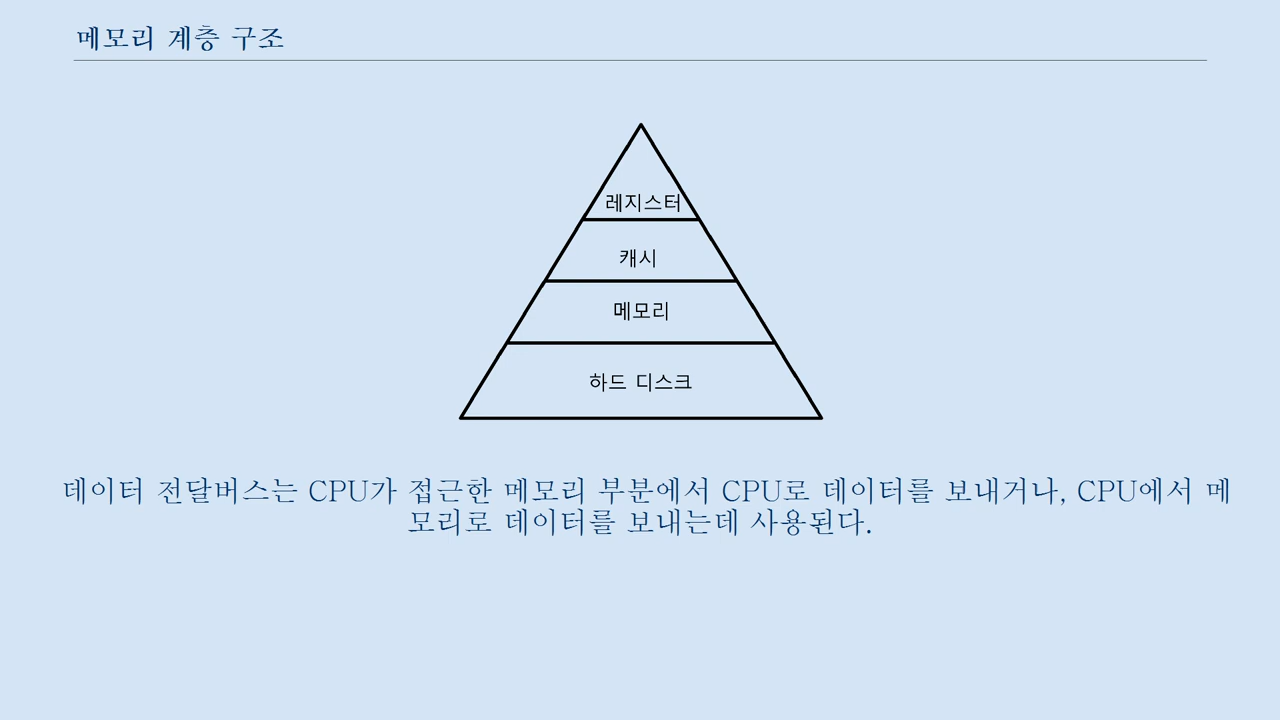 메모리 계층 구조
레지스터
캐시
메모리
하드 디스크
데이터 전달버스는 CPU가 접근한 메모리 부분에서 CPU로 데이터를 보내거나, CPU에서 메
모리로 데이터를 보내는데 사용된다.